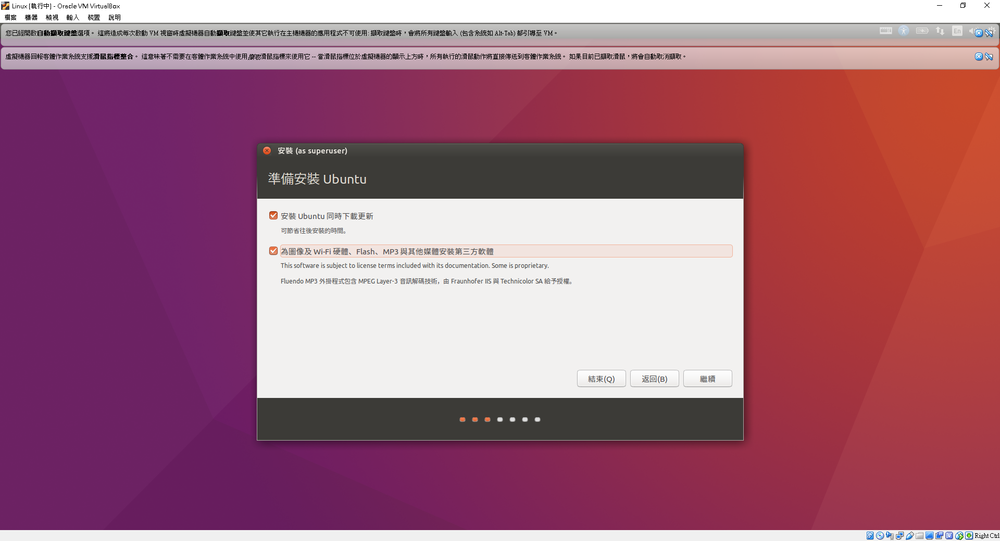 Linux [執行中] - Oracle VM VirtualBox
檔案 機器 檢視 輸入 裝置 說明
您已經開啟自動擷取鍵盤選項。 這將造成每次啟動 VM 視窗時虛擬機器自動擷取鍵盤並使其它執行在主機機器的應用程式不可使用: 擷取鍵盤時，會將所有鍵盤輸入 (包含系統如 Alt-Tab) 都引導至 VM。
En
虛擬機器回報客體作業系統支援滑鼠指標整合。 這意味著不需要在客體作業系統中使用擷取滑鼠指標來使用它 -- 當滑鼠指標位於虛擬機器的顯示上方時，所有執行的滑鼠動作將直接傳送到客體作業系統。 如果目前已擷取滑鼠，將會自動取消擷取。
安裝 (as superuser)
準備安裝 Ubuntu
安裝 Ubuntu 同時下載更新
可節省往後安裝的時間。
為圖像及 Wi-Fi 硬體、Flash、MP3 與其他媒體安裝第三方軟體
This software is subject to license terms included with its documentation. Some is proprietary.
Fluendo MP3 外掛程式包含 MPEG Layer-3 音訊解碼技術，由 Fraunhofer IIS 與 Technicolor SA 給予授權。
結束(Q) 返回(B) 繼續
Right Ctrl